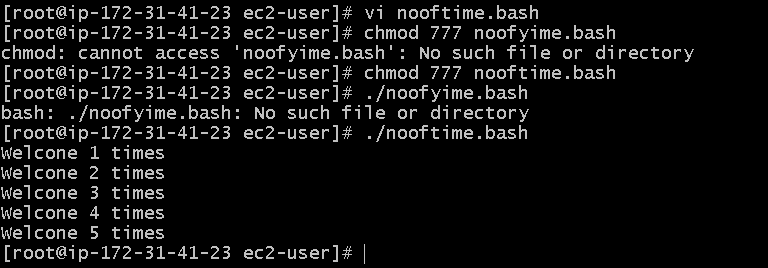 [root@ip-172-31-41-23 ec2-user]# vi nooftime.bash
[root@ip-172-31-41-23 ec2-user]# chmod 777 noofyime.bash
chmod: cannot access 'noofyime.bash': No such file or directory
[root@ip-172-31-41-23 ec2-user]# chmod 777 nooftime.bash
[root@ip-172-31-41-23 ec2-user]# ./noofyime.bash
bash: ./noofyime.bash: No such file or directory
[root@ip-172-31-41-23 ec2-user]# ./nooftime.bash
Welcone 1 times
Welcone 2 times
Welcone 3 times
Welcone 4 times
Welcone 5 times
[root@ip-172-31-41-23 ec2-user]#